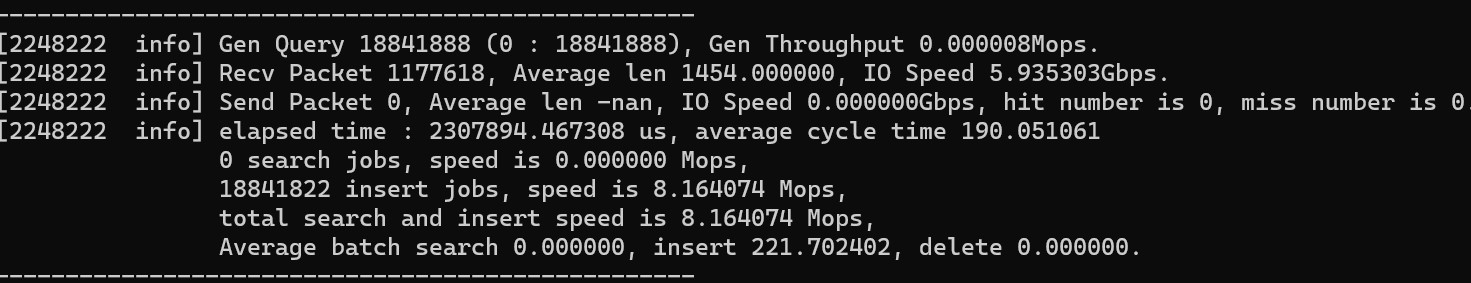 -----------------------------------------------------
[2248222  info] Gen Query 18841888 (0 : 18841888), Gen Throughput 0.000008Mops.
[2248222  info] Recv Packet 1177618, Average len 1454.000000, IO Speed 5.935303Gbps.
[2248222  info] Send Packet 0, Average len -nan, IO Speed 0.000000Gbps, hit number is 0, miss number is 0.
[2248222  info] elapsed time : 2307894.467308 us, average cycle time 190.051061
0 search jobs, speed is 0.000000 Mops,
18841822 insert jobs, speed is 8.164074 Mops,
total search and insert speed is 8.164074 Mops,
Average batch search 0.000000, insert 221.702402, delete 0.000000.
-----------------------------------------------------